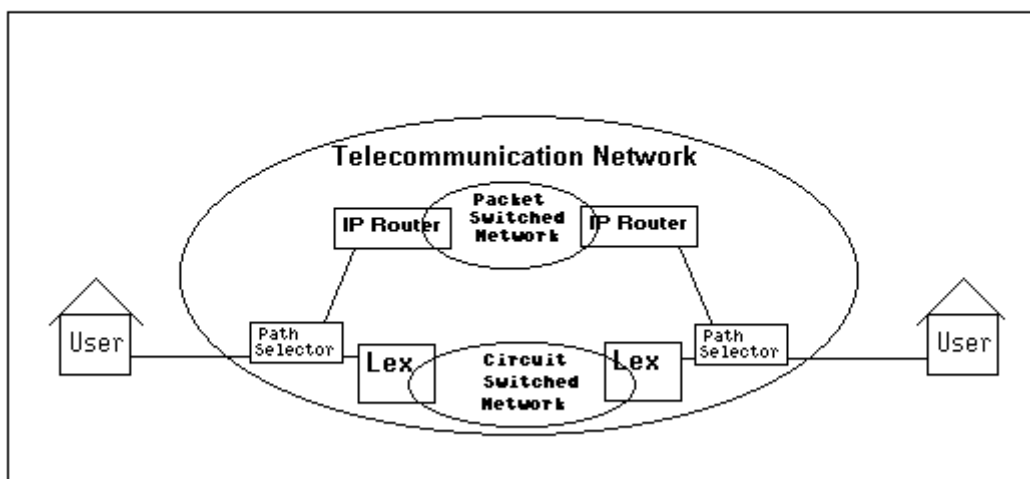 Telecommunication Network
Packet
Switched
Network
IP Router
IP Router
User
Path
Selector
Lex
Circuit
Switched
Network
Lex
Path
Selector
User